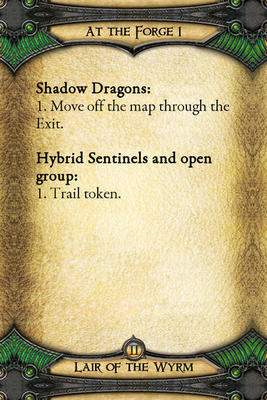 At the Forge I
Shadow Dragons:
1. Move off the map through the
Exit.
Hybrid Sentinels and open
group:
1. Trail token.
II
Lair of the Wyrm